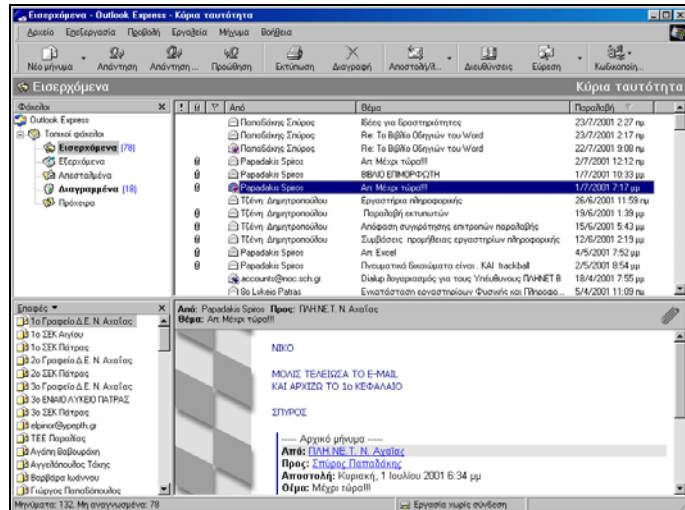 Εισερχόμενα - Outlook Express - Κύρια ταυτότητα
Αρχείο Επεξεργασία Προβολή Εργαλεία Μήνυμα Βοήθεια
Νέο μήνυμα Απάντηση Απάντηση ... Προώθηση Εκτύπωση Διαγραφή Αποστολή/λ... Διευθύνσεις Εύρεση Κωδικοποίη...
Εισερχόμενα Κύρια ταυτότητα
Φάκελοι
Outlook Express
Τοπικοί φάκελοι
Εισερχόμενα (78)
Εξερχόμενα
Απεσταλμένα
Διαγραμμένα (18)
Πρόχειρα
! Από Θέμα Παραλαβή
Παπαδάκης Σπύρος Ιδέες για δραστηριότητες 23/7/2001 2:27 πμ
Παπαδάκης Σπύρος Re: Το Βιβλίο Οδηγιών του Word 23/7/2001 2:17 πμ
Παπαδάκης Σπύρος Re: Το Βιβλίο Οδηγιών του Word 22/7/2001 9:08 πμ
Papadakis Spiros Απ: Μέχρι τώρα!!! 2/7/2001 12:12 πμ
Papadakis Spiros ΒΙΒΛΙΟ ΕΠΙΜΟΡΦΩΤΗ 1/7/2001 10:33 μμ
Papadakis Spiros Απ: Μέχρι τώρα!!! 1/7/2001 7:17 μμ
Τζένη Δημητροπούλου Εργαστήρια πληροφορικής 26/6/2001 11:59 πμ
Τζένη Δημητροπούλου Παραλαβή εκτυπωτών 19/6/2001 1:39 μμ
Τζένη Δημητροπούλου Απόφαση συγκρότησης επιτροπών παραλαβής 15/6/2001 5:43 μμ
Τζένη Δημητροπούλου Συμβάσεις προμήθειας εργαστηρίων πληροφορικής 12/6/2001 2:19 μμ
Papadakis Spiros Απ: Excel 4/5/2001 7:52 μμ
Papadakis Spiros Πνευματικά δικαιώματα είναι . ΚΑΙ trackball 2/5/2001 8:54 μμ
accounts@noc.sch.gr Dialup λογαριασμός για τους Υπεύθυνους ΠΛΗΝΕΤ Β 18/4/2001 7:55 μμ
8ο Lykeio Patras Εγκατάσταση εργαστηρίων Φυσικής και Πληροφο... 5/4/2001 11:09 πμ
Επαφές
1ο Γραφείο Δ.Ε. Ν. Αχαΐας
1ο ΣΕΚ Αιγίου
1ο ΣΕΚ Πάτρας
2ο Γραφείο Δ.Ε. Ν. Αχαΐας
2ο ΣΕΚ Πάτρας
3ο Γραφείο Δ.Ε. Ν. Αχαΐας
3ο ΕΝΙΑΙΟ ΛΥΚΕΙΟ ΠΑΤΡΑΣ
3ο ΣΕΚ Πάτρας
elpinor@ypepth.gr
ΤΕΕ Παραλίας
Αγάπη Βαβουράκη
Αγγελόπουλος Τάκης
Βαρβάρα Ιωάννου
Γιώργος Παπαδόπουλος
Από: Papadakis Spiros Προς: ΠΛΗ.ΝΕ.Τ. Ν. Αχαΐας
Θέμα: Απ: Μέχρι τώρα!!!
ΝΙΚΟ
ΜΟΛΙΣ ΤΕΛΕΙΩΣΑ ΤΟ E-MAIL
ΚΑΙ ΑΡΧΙΖΩ ΤΟ 1ο ΚΕΦΑΛΑΙΟ
ΣΠΥΡΟΣ
----- Αρχικό μήνυμα -----
Από: ΠΛΗ.ΝΕ.Τ. Ν. Αχαΐας
Προς: Σπύρος Παπαδάκης
Αποστολή: Κυριακή, 1 Ιουλίου 2001 6:34 μμ
Θέμα: Μέχρι τώρα!!!
Μηνύματα: 132. Μη αναγνωσμένα: 78 Εργασία χωρίς σύνδεση